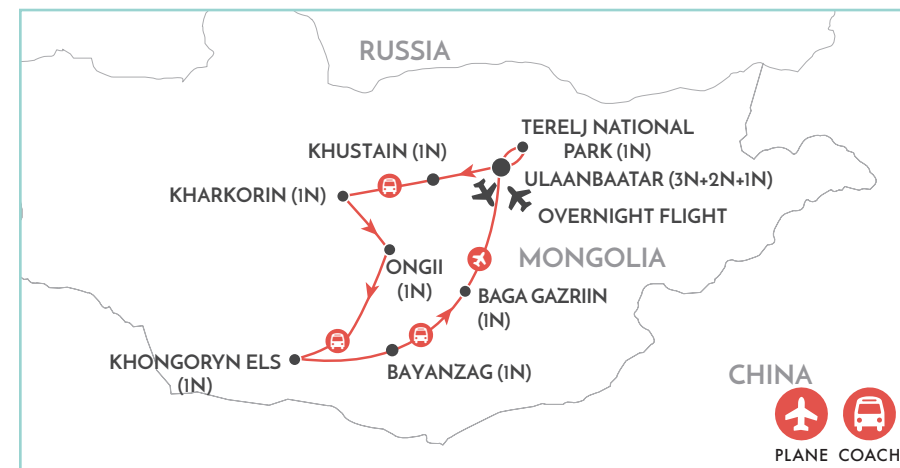 RUSSIA
TERELJ NATIONAL
PARK (1N)
KHUSTAIN (1N)
ULAANBAATAR (3N+2N+1N)
KHARKORIN (1N)
OVERNIGHT FLIGHT
MONGOLIA
ONGII
(1N)
BAGA GAZRIIN
(1N)
KHONGORYN ELS
(1N)
BAYANZAG (1N)
CHINA
PLANE COACH